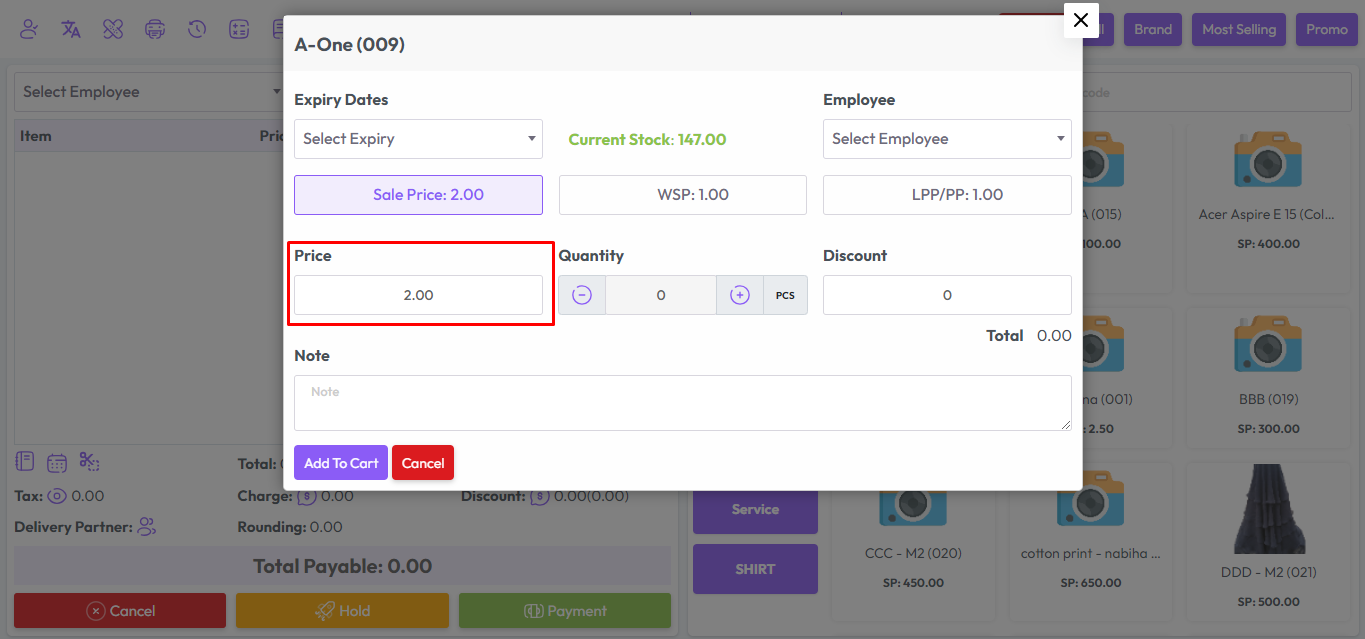 Brand
Most Selling
Promo
A-One (009)
Select Employee
code
Item
Expiry Dates
Employee
Select Expiry
Current Stock: 147.00
Select Employee
Sale Price: 2.00
WSP: 1.00
LPP/PP: 1.00
Price
Quantity
Discount
2.00
0
PCS
0
Total 0.00
Note
Note
Add To Cart
Cancel
(015)
Acer Aspire E 15 (Col...
SP: 400.00
(001)
2.50
BBB (019)
SP: 300.00
Total:
Tax: 0.00
Charge: 0.00
Discount: 0.00(0.00)
Delivery Partner:
Rounding: 0.00
Total Payable: 0.00
Cancel
Hold
Payment
Service
SHIRT
CCC - M2 (020)
SP: 450.00
cotton print - nabiha ...
SP: 650.00
DDD - M2 (021)
SP: 500.00